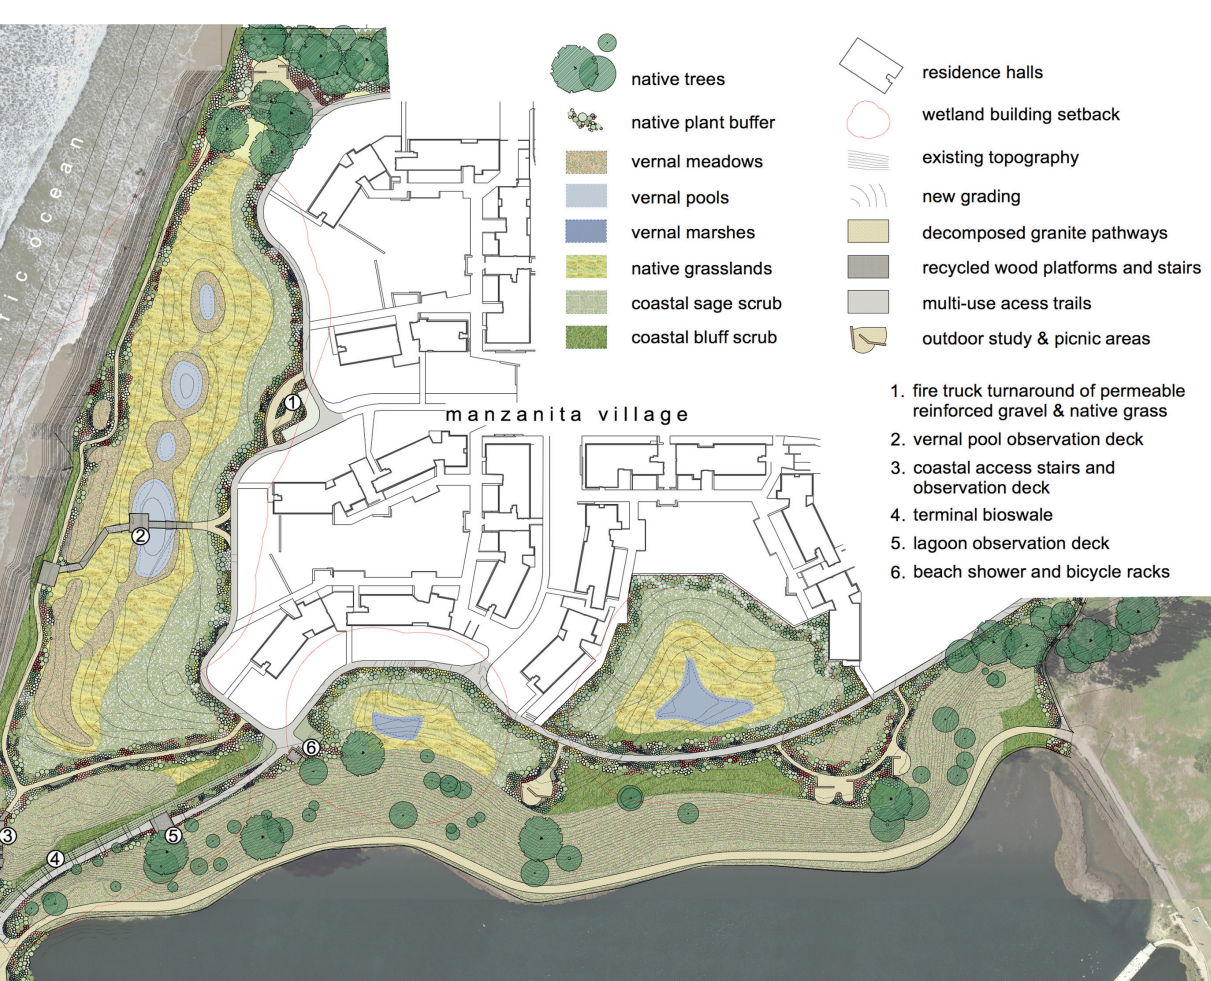 native trees
native plant buffer
vernal meadows
vernal pools
vernal marshes
native grasslands
coastal sage scrub
coastal bluff scrub
residence halls
wetland building setback
existing topography
new grading
decomposed granite pathways
recycled wood platforms and stairs
multi-use acess trails
outdoor study & picnic areas
1. fire truck turnaround of permeable
reinforced gravel & native grass
2. vernal pool observation deck
3. coastal access stairs and
observation deck
4. terminal bioswale
5. lagoon observation deck
6. beach shower and bicycle racks
ric ocean
manzanita village
1
2
6
3
5
4